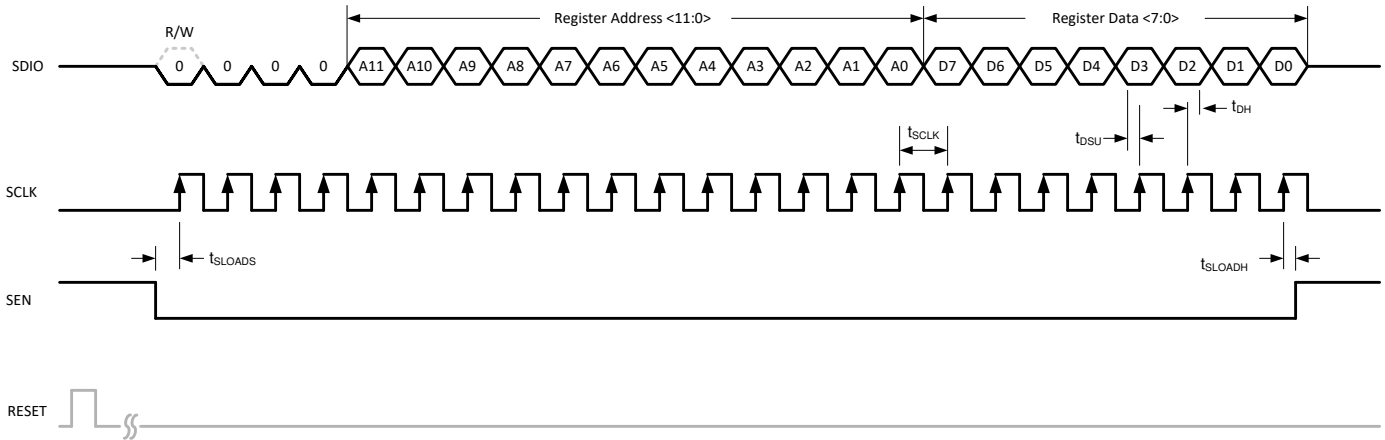 Register Address <11:0> Register Data <7:0>
R/W
SDIO 0 0 0 0 A11 A10 A9 A8 A7 A6 A5 A4 A3 A2 A1 A0 D7 D6 D5 D4 D3 D2 D1 D0
tDH
tSCLK tDSU
SCLK
tSLOADS tSLOADH
SEN
RESET